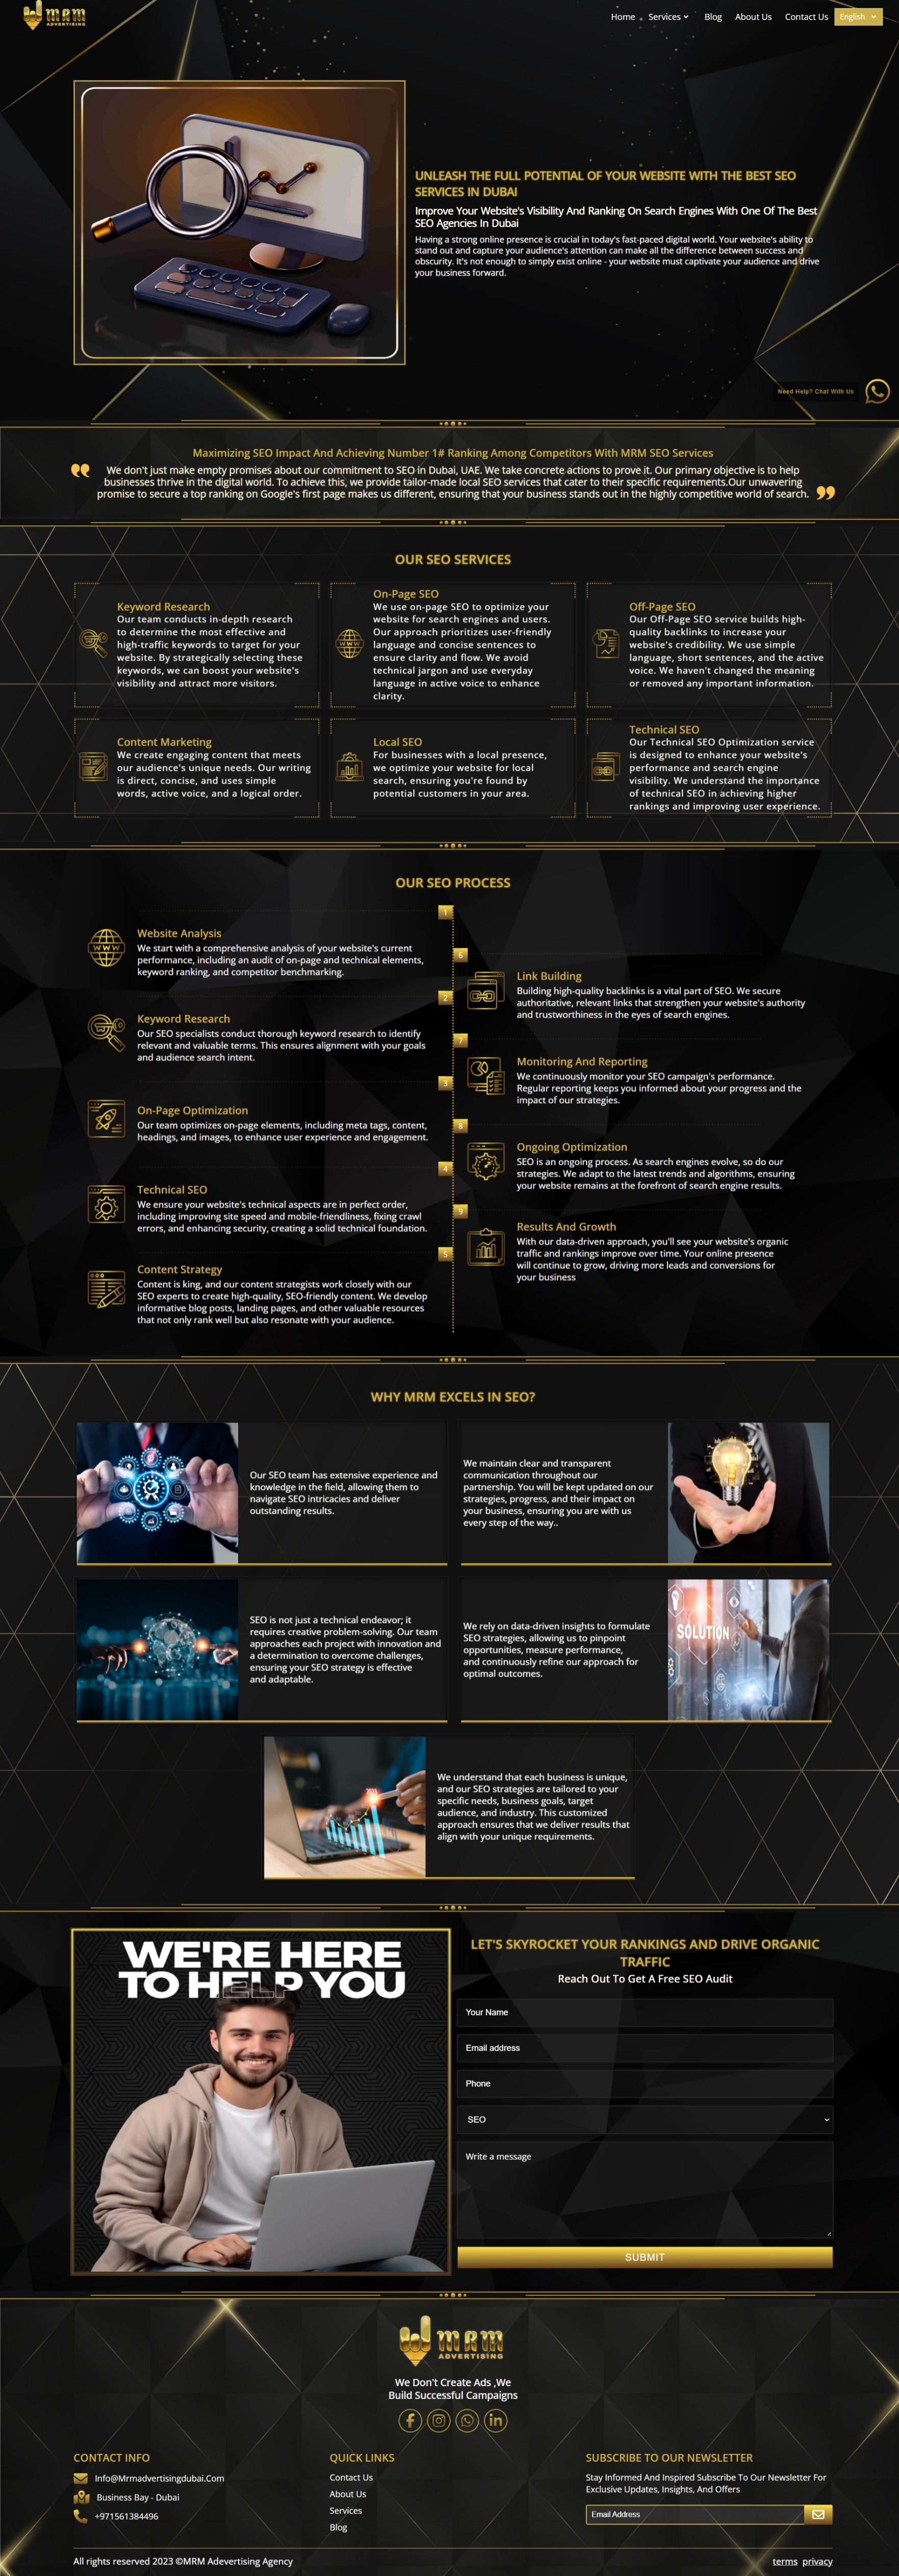 MRM
ADVERTISING
Home
Services
Blog
About Us
Contact Us
English
UNLEASH THE FULL POTENTIAL OF YOUR WEBSITE WITH THE BEST SEO
SERVICES IN DUBAI
Improve Your Website's Visibility And Ranking On Search Engines With One Of The Best
SEO Agencies In Dubai
Having a strong online presence is crucial in today's fast-paced digital world. Your website's ability to
stand out and capture your audience's attention can make all the difference between success and
obscurity. It's not enough to simply exist online - your website must captivate your audience and drive
your business forward.
Need Help? Chat With Us
Maximizing SEO Impact And Achieving Number 1# Ranking Among Competitors With MRM SEO Services
We don't just make empty promises about our commitment to SEO in Dubai, UAE. We take concrete actions to prove it. Our primary objective is to help
businesses thrive in the digital world. To achieve this, we provide tailor-made local SEO services that cater to their specific requirements.Our unwavering
promise to secure a top ranking on Google's first page makes us different, ensuring that your business stands out in the highly competitive world of search.
OUR SEO SERVICES
Keyword Research
Our team conducts in-depth research
to determine the most effective and
high-traffic keywords to target for your
website. By strategically selecting these
keywords, we can boost your website's
visibility and attract more visitors.
On-Page SEO
We use on-page SEO to optimize your
website for search engines and users.
Our approach prioritizes user-friendly
language and concise sentences to
ensure clarity and flow. We avoid
technical jargon and use everyday
language in active voice to enhance
clarity.
Off-Page SEO
Our Off-Page SEO service builds high-
quality backlinks to increase your
website's credibility. We use simple
language, short sentences, and the active
voice. We haven't changed the meaning
or removed any important information.
Content Marketing
We create engaging content that meets
our audience's unique needs. Our writing
is direct, concise, and uses simple
words, active voice, and a logical order.
Local SEO
For businesses with a local presence,
we optimize your website for local
search, ensuring you're found by
potential customers in your area.
Technical SEO
Our Technical SEO Optimization service
is designed to enhance your website's
performance and search engine
visibility. We understand the importance
of technical SEO in achieving higher
rankings and improving user experience.
OUR SEO PROCESS
1
Website Analysis
We start with a comprehensive analysis of your website's current
performance, including an audit of on-page and technical elements,
keyword ranking, and competitor benchmarking.
6
Link Building
Building high-quality backlinks is a vital part of SEO. We secure
authoritative, relevant links that strengthen your website's authority
and trustworthiness in the eyes of search engines.
2
Keyword Research
Our SEO specialists conduct thorough keyword research to identify
relevant and valuable terms. This ensures alignment with your goals
and audience search intent.
7
Monitoring And Reporting
We continuously monitor your SEO campaign's performance.
Regular reporting keeps you informed about your progress and the
impact of our strategies.
3
On-Page Optimization
Our team optimizes on-page elements, including meta tags, content,
headings, and images, to enhance user experience and engagement.
8
Ongoing Optimization
SEO is an ongoing process. As search engines evolve, so do our
strategies. We adapt to the latest trends and algorithms, ensuring
your website remains at the forefront of search engine results.
4
Technical SEO
We ensure your website's technical aspects are in perfect order,
including improving site speed and mobile-friendliness, fixing crawl
errors, and enhancing security, creating a solid technical foundation.
9
Results And Growth
With our data-driven approach, you'll see your website's organic
traffic and rankings improve over time. Your online presence
will continue to grow, driving more leads and conversions for
your business
5
Content Strategy
Content is king, and our content strategists work closely with our
SEO experts to create high-quality, SEO-friendly content. We develop
informative blog posts, landing pages, and other valuable resources
that not only rank well but also resonate with your audience.
WHY MRM EXCELS IN SEO?
Our SEO team has extensive experience and
knowledge in the field, allowing them to
navigate SEO intricacies and deliver
outstanding results.
We maintain clear and transparent
communication throughout our
partnership. You will be kept updated on our
strategies, progress, and their impact on
your business, ensuring you are with us
every step of the way..
SEO is not just a technical endeavor; it
requires creative problem-solving. Our team
approaches each project with innovation and
a determination to overcome challenges,
ensuring your SEO strategy is effective
and adaptable.
We rely on data-driven insights to formulate
SEO strategies, allowing us to pinpoint
opportunities, measure performance,
and continuously refine our approach for
optimal outcomes.
SOLUTION
We understand that each business is unique,
and our SEO strategies are tailored to your
specific needs, business goals, target
audience, and industry. This customized
approach ensures that we deliver results that
align with your unique requirements.
WE'RE HERE
TO HELP YOU
LET'S SKYROCKET YOUR RANKINGS AND DRIVE ORGANIC
TRAFFIC
Reach Out To Get A Free SEO Audit
Your Name
Email address
Phone
SEO
Write a message
SUBMIT
MRM
ADVERTISING
We Don't Create Ads ,We
Build Successful Campaigns
CONTACT INFO
Info@Mrmadvertisingdubai.Com
Business Bay - Dubai
+971561384496
QUICK LINKS
Contact Us
About Us
Services
Blog
SUBSCRIBE TO OUR NEWSLETTER
Stay Informed And Inspired Subscribe To Our Newsletter For
Exclusive Updates, Insights, And Offers
Email Address
All rights reserved 2023 ©MRM Adevertising Agency
terms privacy